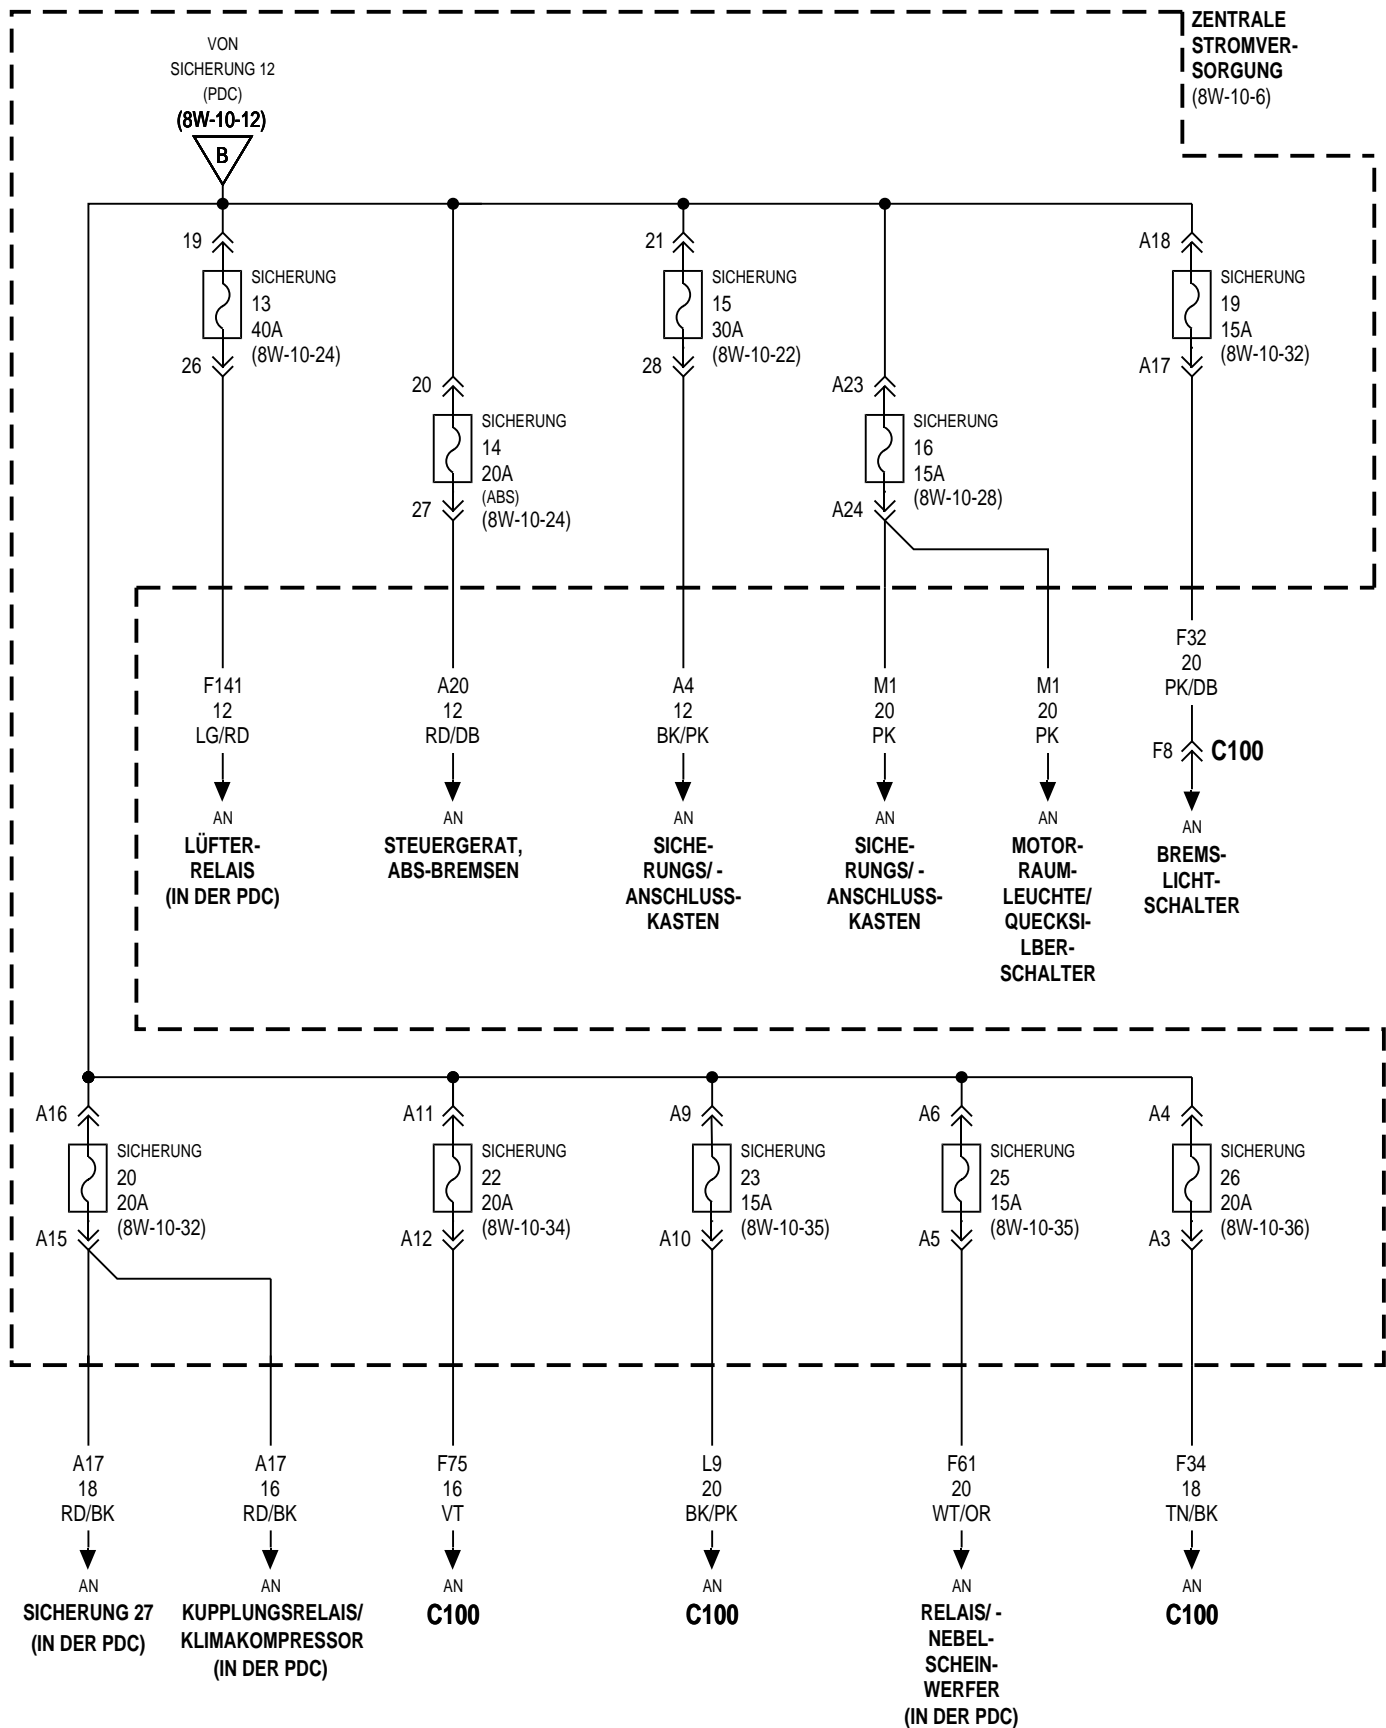 ZENTRALE
STROMVER-
SORGUNG
(8W-10-6)
VON
SICHERUNG 12
(PDC)
(8W-10-12)
B
19
SICHERUNG
13
40A
(8W-10-24)
26
20
SICHERUNG
14
20A
(ABS)
(8W-10-24)
27
21
SICHERUNG
15
30A
(8W-10-22)
28
A23
SICHERUNG
16
15A
(8W-10-28)
A24
A18
SICHERUNG
19
15A
(8W-10-32)
A17
F141
12
LG/RD
AN
LÜFTER-
RELAIS
(IN DER PDC)
A20
12
RD/DB
AN
STEUERGERAT,
ABS-BREMSEN
A4
12
BK/PK
AN
SICHE-
RUNGS/ -
ANSCHLUSS-
KASTEN
M1
20
PK
AN
SICHE-
RUNGS/ -
ANSCHLUSS-
KASTEN
M1
20
PK
AN
MOTOR-
RAUM-
LEUCHTE/
QUECKSI-
LBER-
SCHALTER
F32
20
PK/DB
F8 C100
AN
BREMS-
LICHT-
SCHALTER
A16
SICHERUNG
20
20A
(8W-10-32)
A15
A11
SICHERUNG
22
20A
(8W-10-34)
A12
A9
SICHERUNG
23
15A
(8W-10-35)
A10
A6
SICHERUNG
25
15A
(8W-10-35)
A5
A4
SICHERUNG
26
20A
(8W-10-36)
A3
A17
18
RD/BK
AN
SICHERUNG 27
(IN DER PDC)
A17
16
RD/BK
AN
KUPPLUNGSRELAIS/
KLIMAKOMPRESSOR
(IN DER PDC)
F75
16
VT
AN
C100
L9
20
BK/PK
AN
C100
F61
20
WT/OR
AN
RELAIS/ -
NEBEL-
SCHEIN-
WERFER
(IN DER PDC)
F34
18
TN/BK
AN
C100